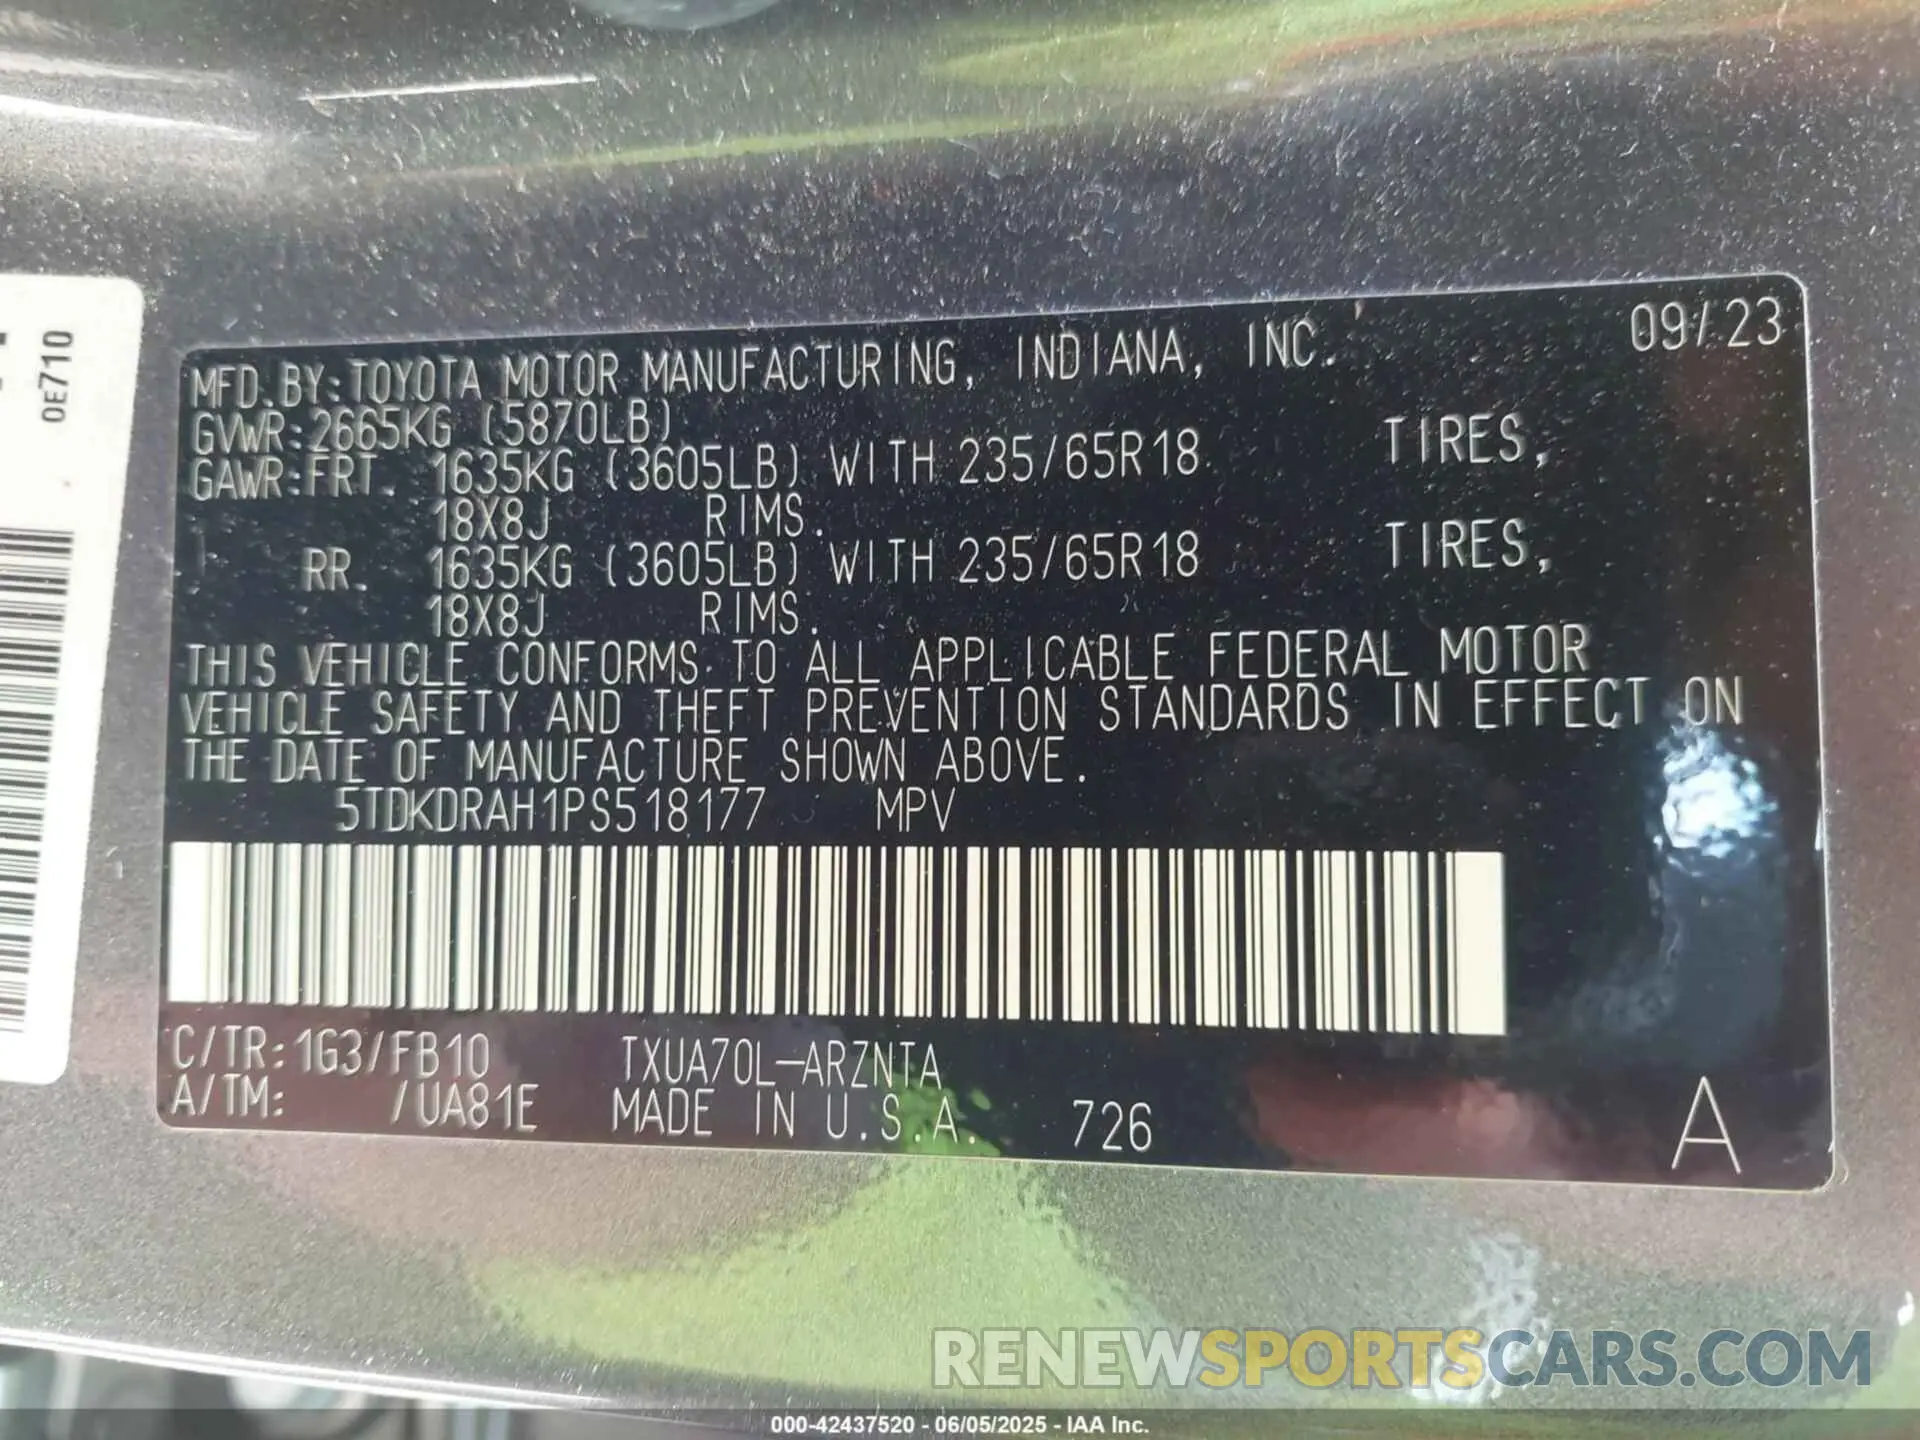 0E710
09/23
MFD.BY:TOYOTA MOTOR MANUFACTURING, INDIANA, INC.
GVWR:2665KG (5870LB)
GAWR:FRT. 1635KG (3605LB) WITH 235/65R18 TIRES,
18X8J RIMS.
RR. 1635KG (3605LB) WITH 235/65R18 TIRES,
18X8J RIMS.
THIS VEHICLE CONFORMS TO ALL APPLICABLE FEDERAL MOTOR
VEHICLE SAFETY AND THEFT PREVENTION STANDARDS IN EFFECT ON
THE DATE OF MANUFACTURE SHOWN ABOVE.
5TDKDRAH1PS518177 MPV
C/TR:1G3/FB10 TXUA70L-ARZNTA
A/TM: /UA81E MADE IN U.S.A. 726 A
RENEWSPORTSCARS.COM
000-42437520 - 06/05/2025 - IAA Inc.